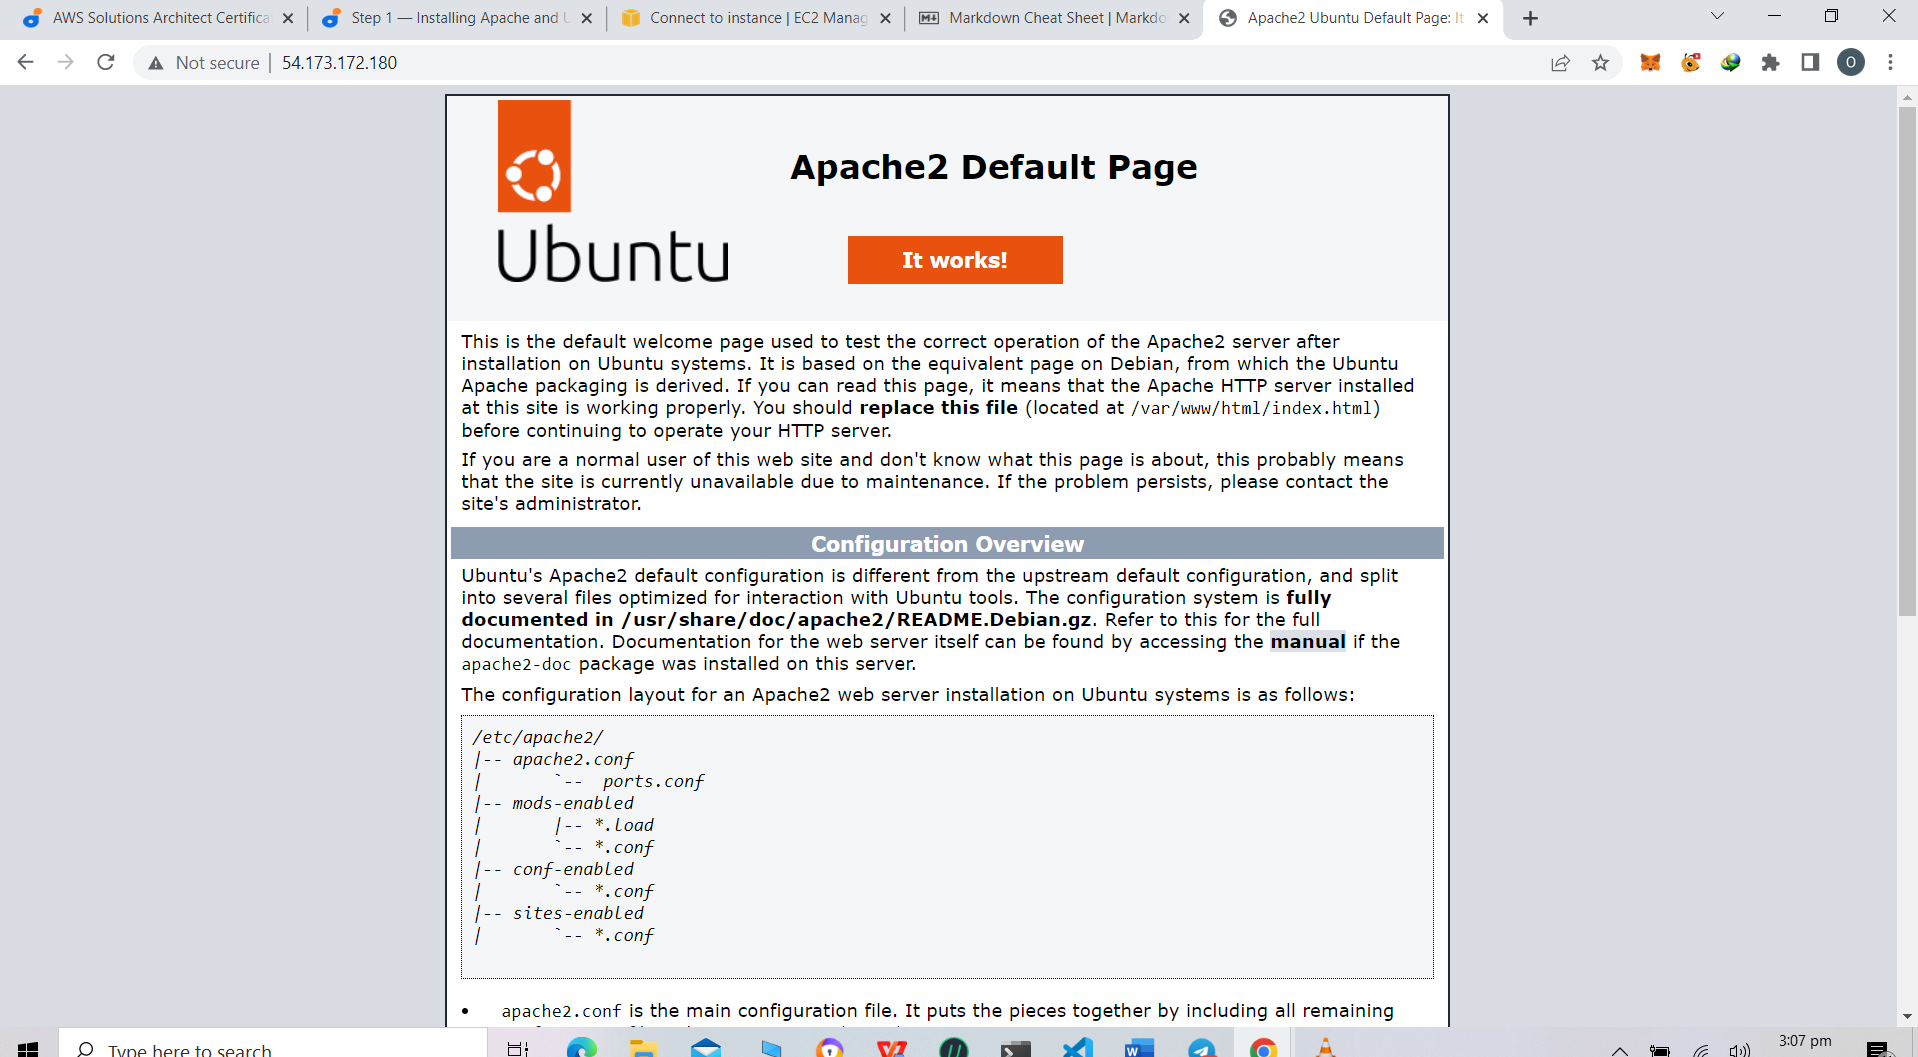 AWS Solutions Architect Certifica
Step 1 — Installing Apache and U
Connect to instance | EC2 Manag
Markdown Cheat Sheet | Markdo
Apache2 Ubuntu Default Page: It
Not secure | 54.173.172.180
O
Apache2 Default Page
Ubuntu
It works!
This is the default welcome page used to test the correct operation of the Apache2 server after
installation on Ubuntu systems. It is based on the equivalent page on Debian, from which the Ubuntu
Apache packaging is derived. If you can read this page, it means that the Apache HTTP server installed
at this site is working properly. You should replace this file (located at /var/www/html/index.html)
before continuing to operate your HTTP server.
If you are a normal user of this web site and don't know what this page is about, this probably means
that the site is currently unavailable due to maintenance. If the problem persists, please contact the
site's administrator.
Configuration Overview
Ubuntu's Apache2 default configuration is different from the upstream default configuration, and split
into several files optimized for interaction with Ubuntu tools. The configuration system is fully
documented in /usr/share/doc/apache2/README.Debian.gz. Refer to this for the full
documentation. Documentation for the web server itself can be found by accessing the manual if the
apache2-doc package was installed on this server.
The configuration layout for an Apache2 web server installation on Ubuntu systems is as follows:
/etc/apache2/
|-- apache2.conf
|       `--  ports.conf
|-- mods-enabled
|       |-- *.load
|       `-- *.conf
|-- conf-enabled
|       `-- *.conf
|-- sites-enabled
|       `-- *.conf
• apache2.conf is the main configuration file. It puts the pieces together by including all remaining
Type here to search
3:07 pm